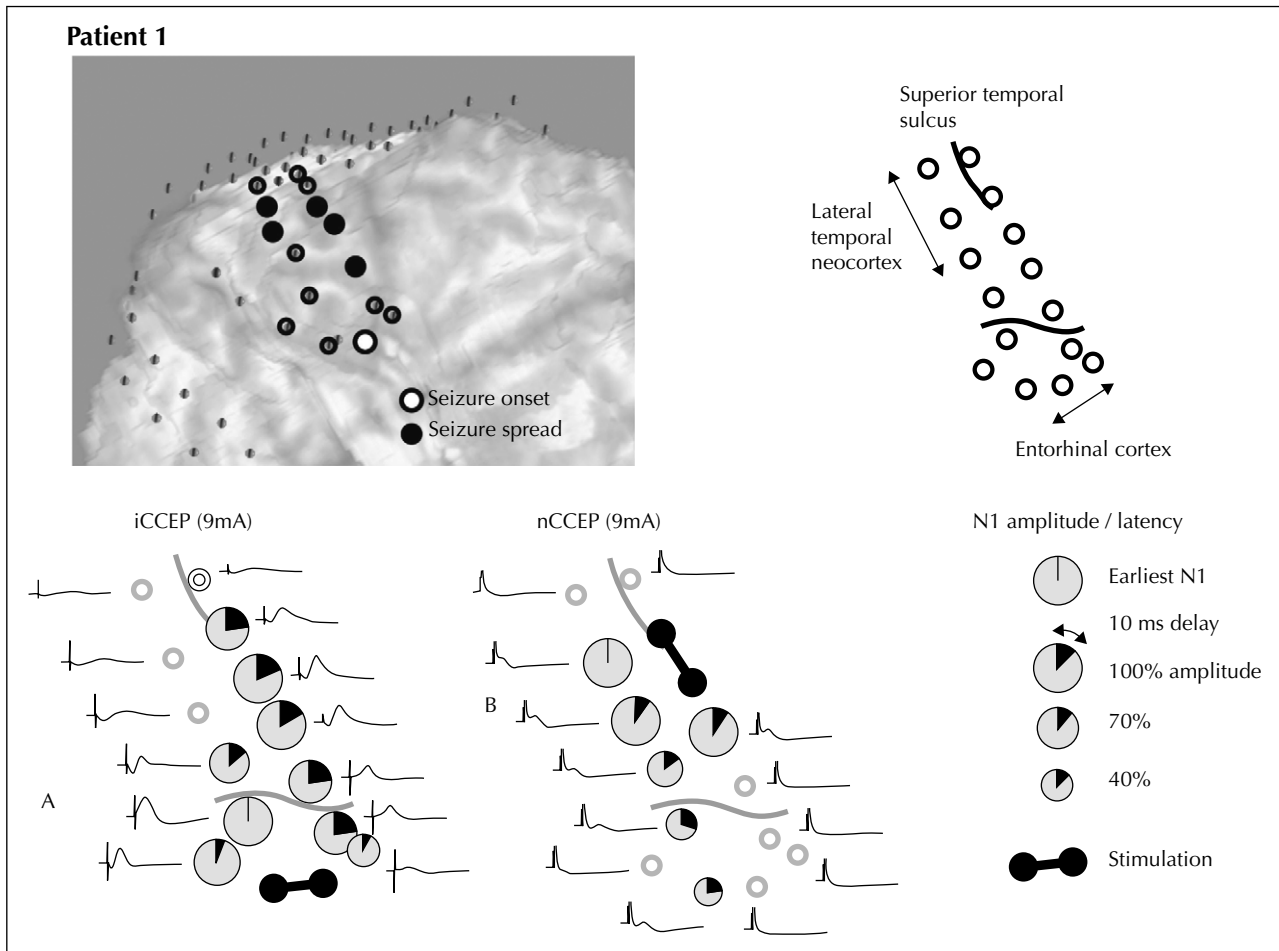 Patient 1
Seizure onset
Seizure spread
Superior temporal
sulcus
Lateral
temporal
neocortex
Entorhinal cortex
iCCEP (9mA)
A
nCCEP (9mA)
B
N1 amplitude / latency
Earliest N1
10 ms delay
100% amplitude
70%
40%
Stimulation